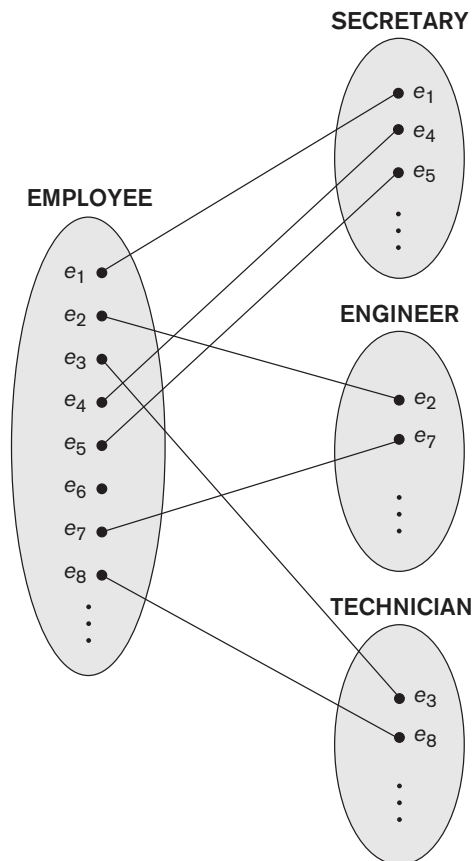 EMPLOYEE
e1
e2
e3
e4
e5
e6
e7
e8
SECRETARY
e1
e4
e5
ENGINEER
e2
e7
TECHNICIAN
e3
e8